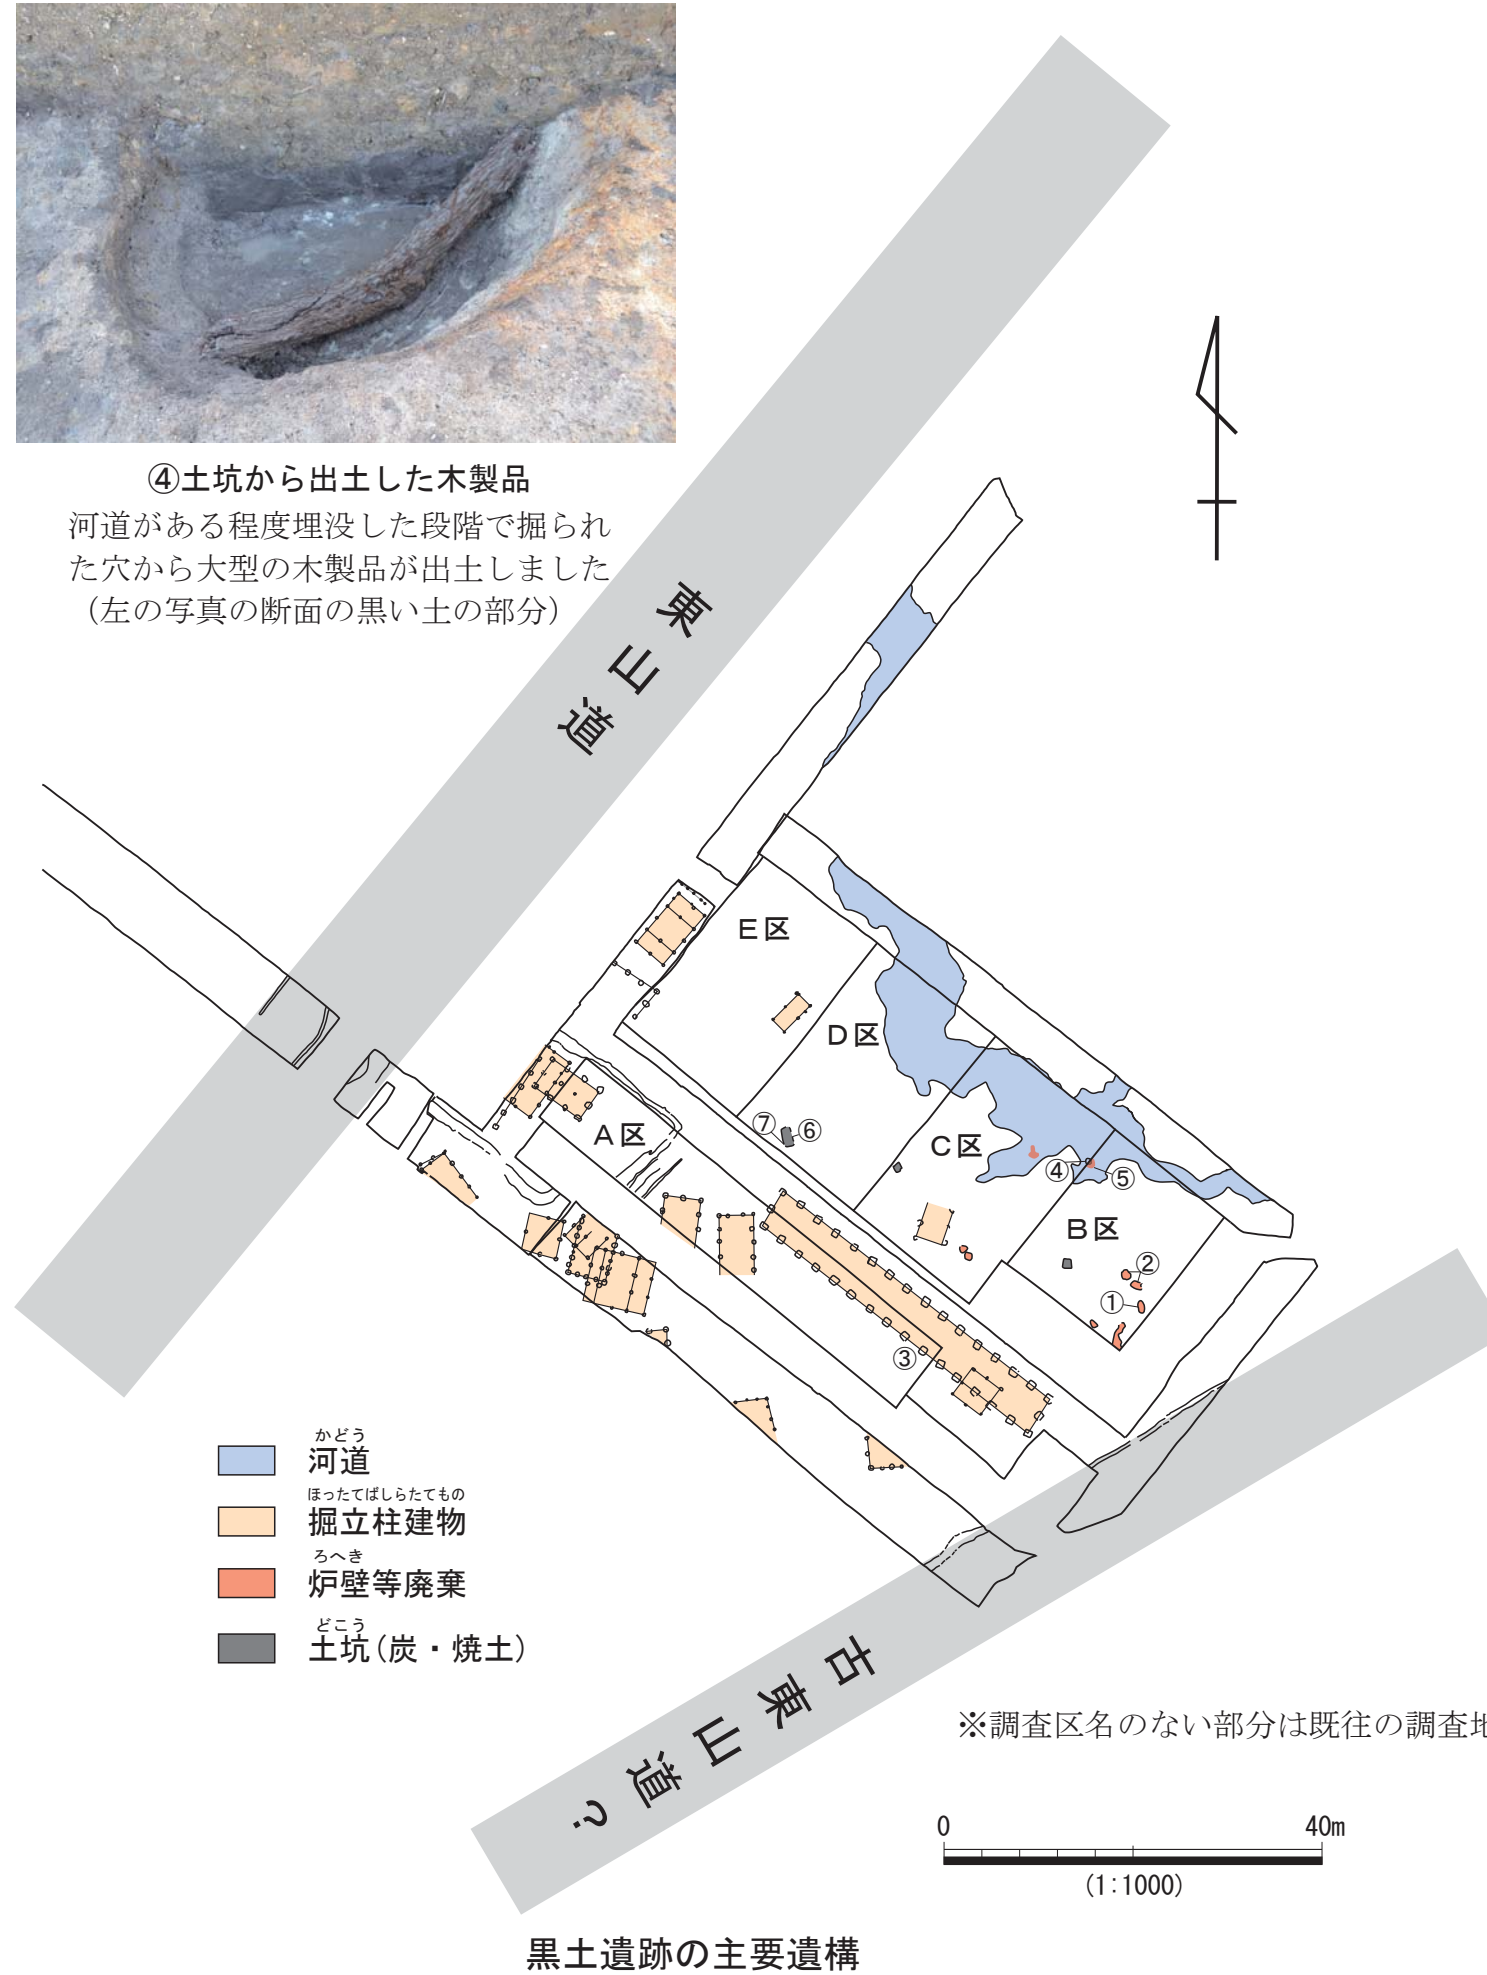 ④土坑から出土した木製品
河道がある程度埋没した段階で掘られ
た穴から大型の木製品が出土しました
（左の写真の断面の黒い土の部分）
東山道
E区
D区
⑦
⑥
A区
C区
④
⑤
B区
②
①
③
かどう
河道
ほったてばしらたてもの
掘立柱建物
ろへき
炉壁等廃棄
どこう
土坑(炭・焼土)
古東山道?
※調査区名のない部分は既往の調査地
0
40m
(1:1000)
黒土遺跡の主要遺構